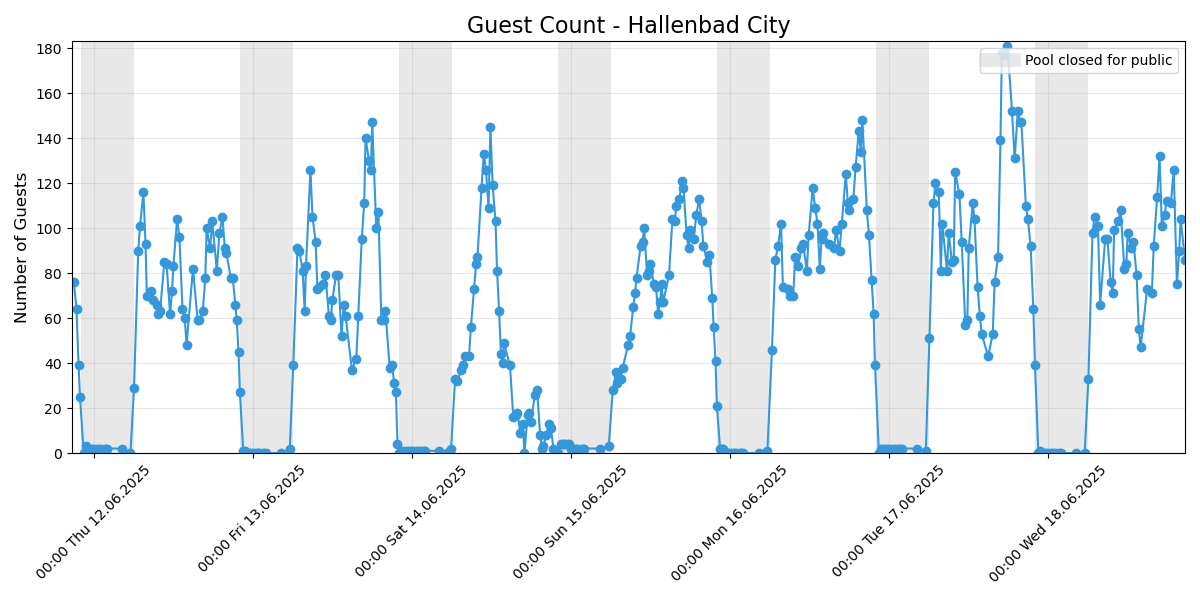 Guest Count - Hallenbad City
Pool closed for public
Number of Guests
180
160
140
120
100
80
60
40
20
0
00:00 Thu 12.06.2025
00:00 Fri 13.06.2025
00:00 Sat 14.06.2025
00:00 Sun 15.06.2025
00:00 Mon 16.06.2025
00:00 Tue 17.06.2025
00:00 Wed 18.06.2025